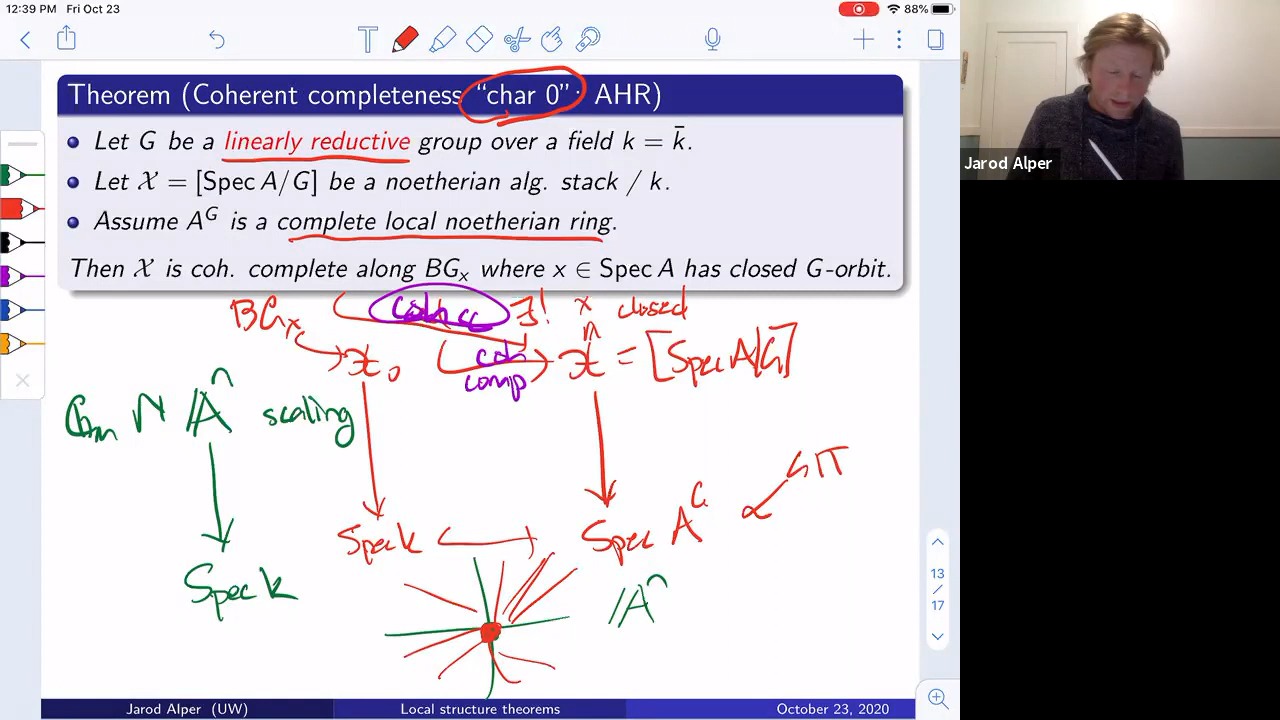 12:39 PM Fri Oct 23
88%
Theorem (Coherent completeness "char 0": AHR)
Let G be a linearly reductive group over a field k = k̄.
Let 𝒳 = [Spec A/G] be a noetherian alg. stack / k.
Assume A^G is a complete local noetherian ring.
Then 𝒳 is coh. complete along BG_x where x ∈ Spec A has closed G-orbit.
BG_x
∃! x closed
𝒳_0 coh comp 𝒳 = [Spec A/G]
G_m 𝔸^n scaling
GIT
Spec k Spec A^G
Spec k
𝔸^n
13
/
17
Jarod Alper (UW) Local structure theorems October 23, 2020
Jarod Alper